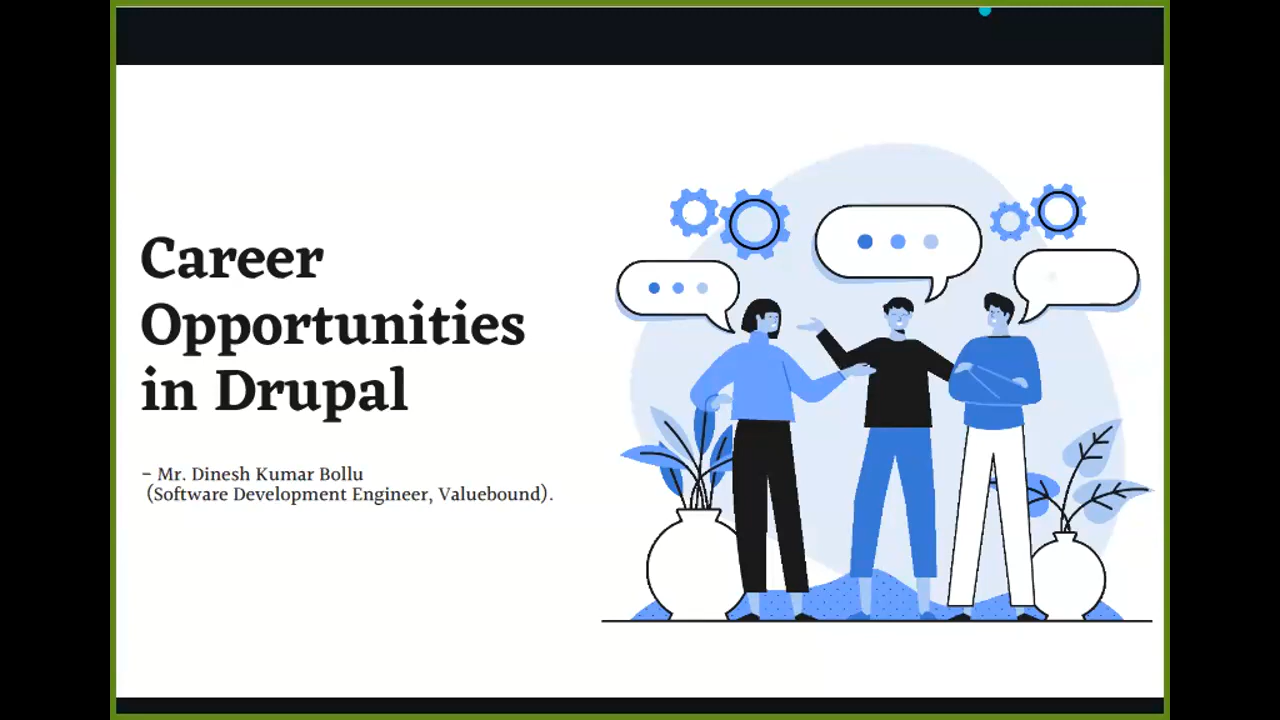 Career
Opportunities
in Drupal
– Mr. Dinesh Kumar Bollu
(Software Development Engineer, Valuebound).